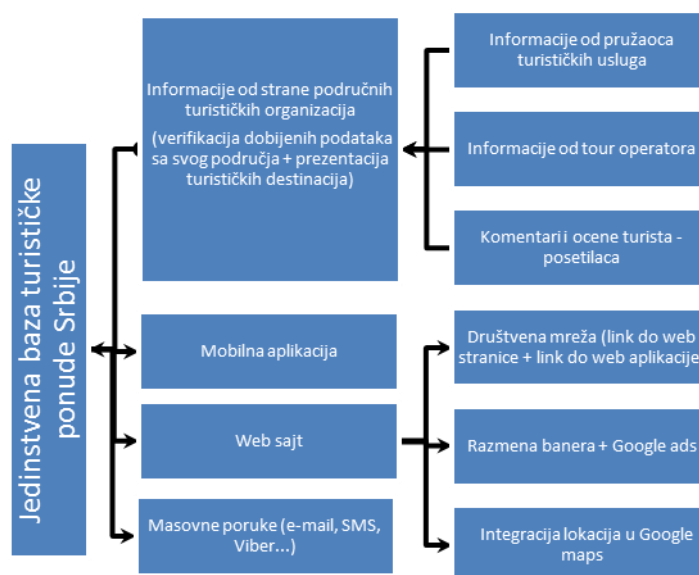 Jedinstvena baza turističke
ponude Srbije
Informacije od strane područnih
turističkih organizacija
(verifikacija dobijenih podataka
sa svog područja + prezentacija
turističkih destinacija)
Mobilna aplikacija
Web sajt
Masovne poruke (e-mail, SMS,
Viber...)
Informacije od pružaoca
turističkih usluga
Informacije od tour operatora
Komentari i ocene turista -
posetilaca
Društvena mreža (link do web
stranice + link do web aplikacije
Razmena banera + Google ads
Integracija lokacija u Google
maps